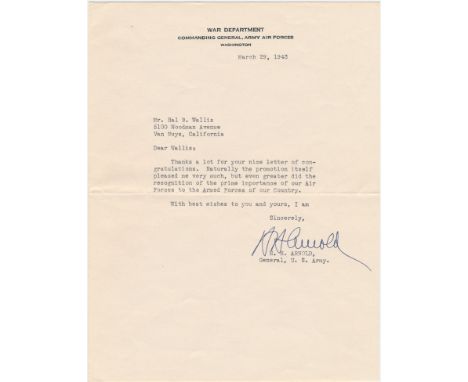 WAR DEPARTMENT
COMMANDING GENERAL, ARMY AIR FORCES
WASHINGTON
March 29, 1943
Mr. Hal B. Wallis
5100 Woodman Avenue
Van Nuys, California
Dear Wallis:
Thanks a lot for your nice letter of con-
gratulations. Naturally the promotion itself
pleased me very much, but even greater did the
recognition of the prime importance of our Air
Forces to the Armed Forces of our Country.
With best wishes to you and yours, I am
Sincerely,
H H Arnold
H. H. ARNOLD,
General, U. S. Army.